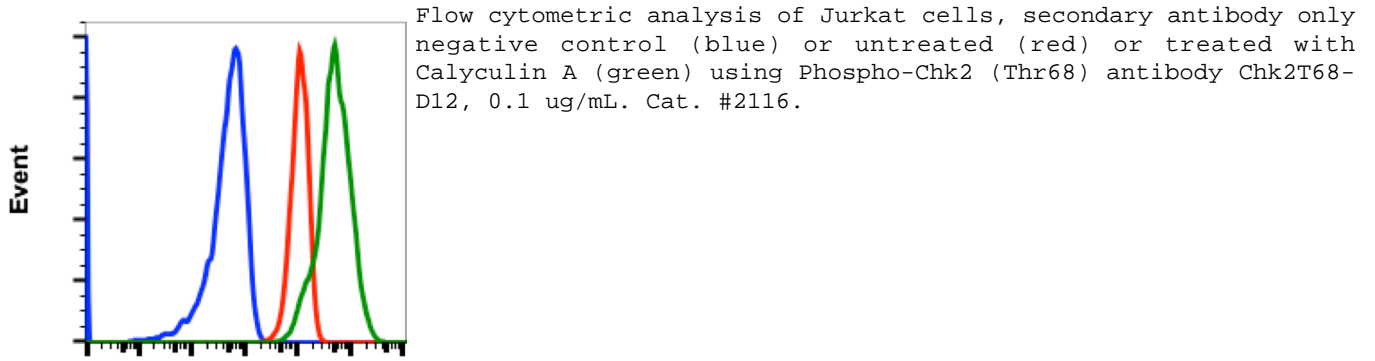 Flow cytometric analysis of Jurkat cells, secondary antibody only
negative control (blue) or untreated (red) or treated with
Calyculin A (green) using Phospho-Chk2 (Thr68) antibody Chk2T68-
D12, 0.1 ug/mL. Cat. #2116.
Event